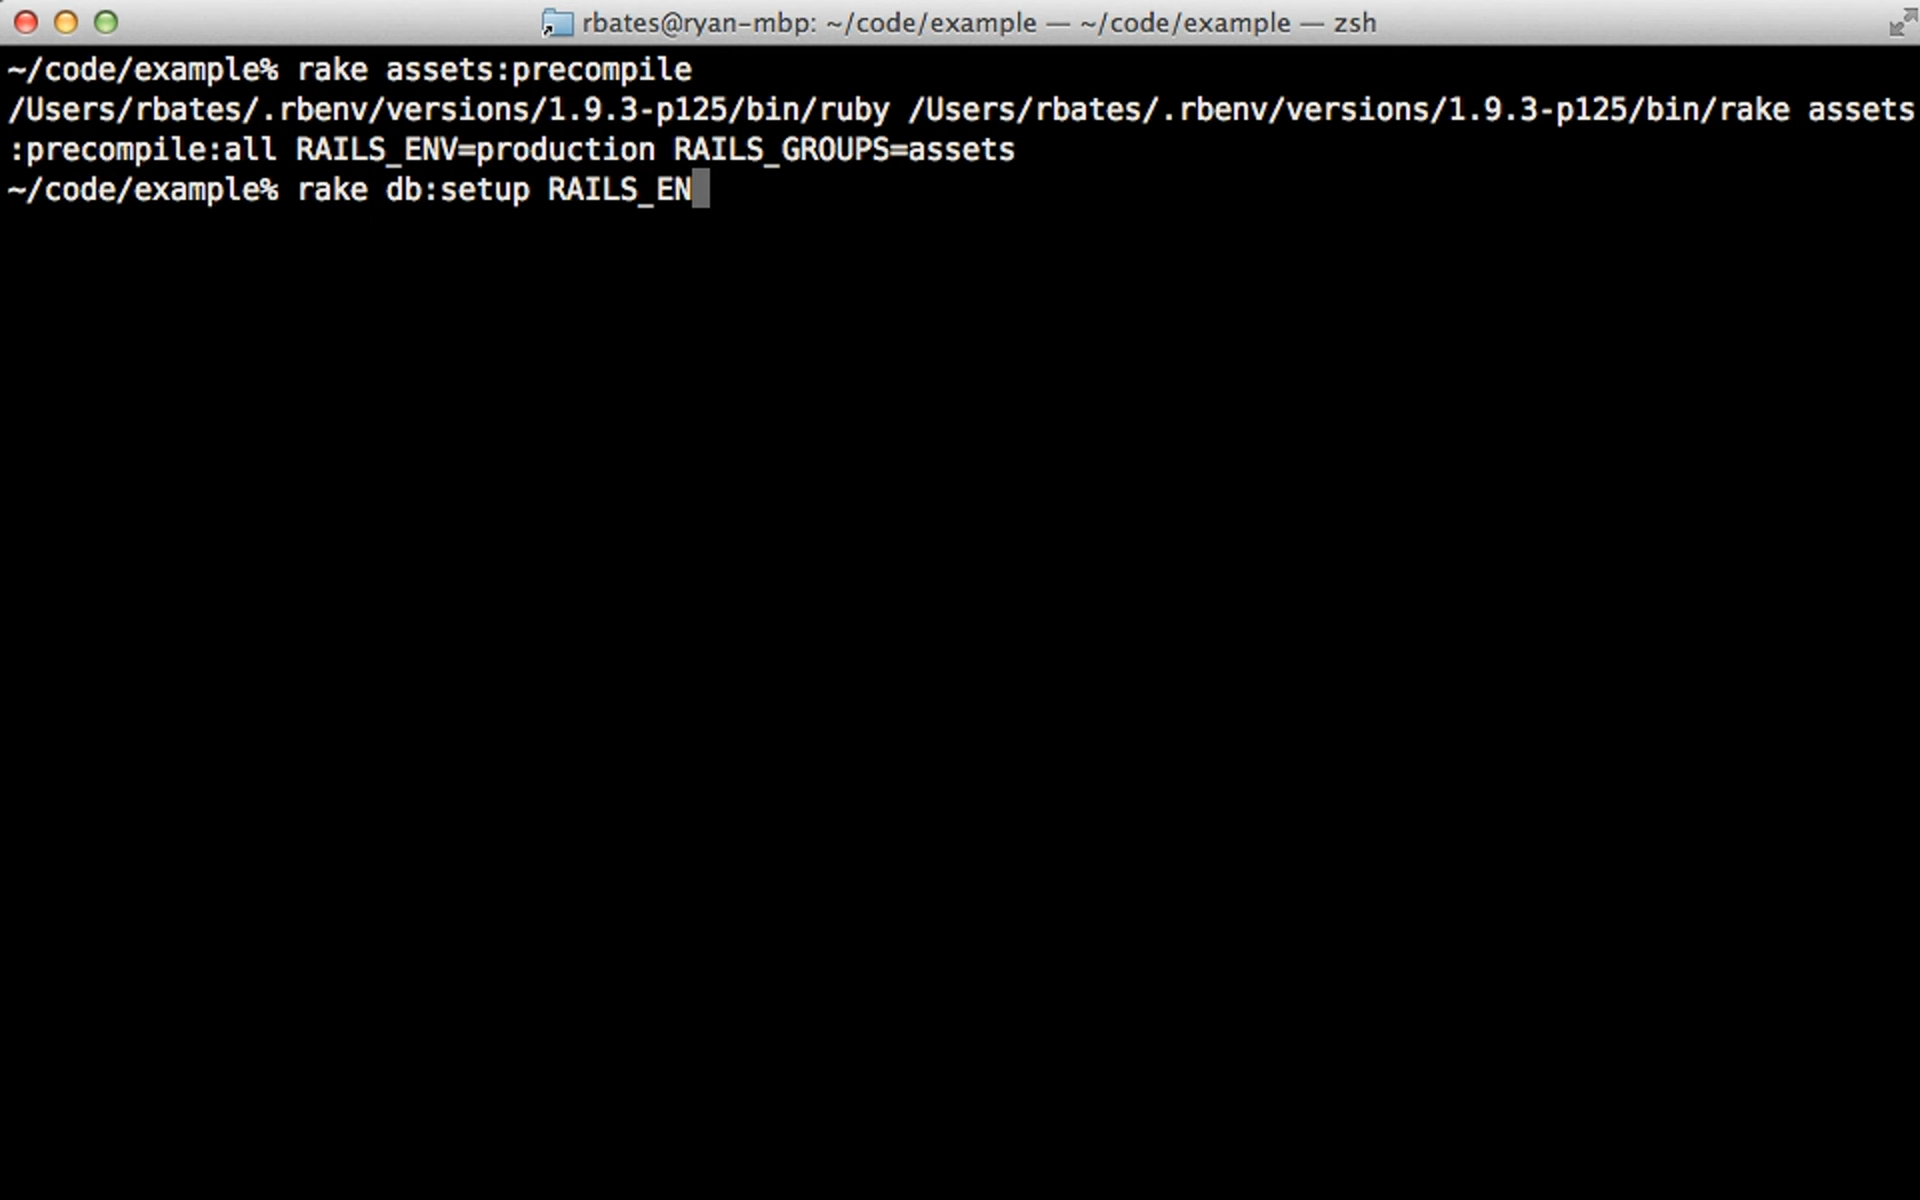 rbates@ryan-mbp: ~/code/example — ~/code/example — zsh
~/code/example% rake assets:precompile
/Users/rbates/.rbenv/versions/1.9.3-p125/bin/ruby /Users/rbates/.rbenv/versions/1.9.3-p125/bin/rake assets
:precompile:all RAILS_ENV=production RAILS_GROUPS=assets
~/code/example% rake db:setup RAILS_EN